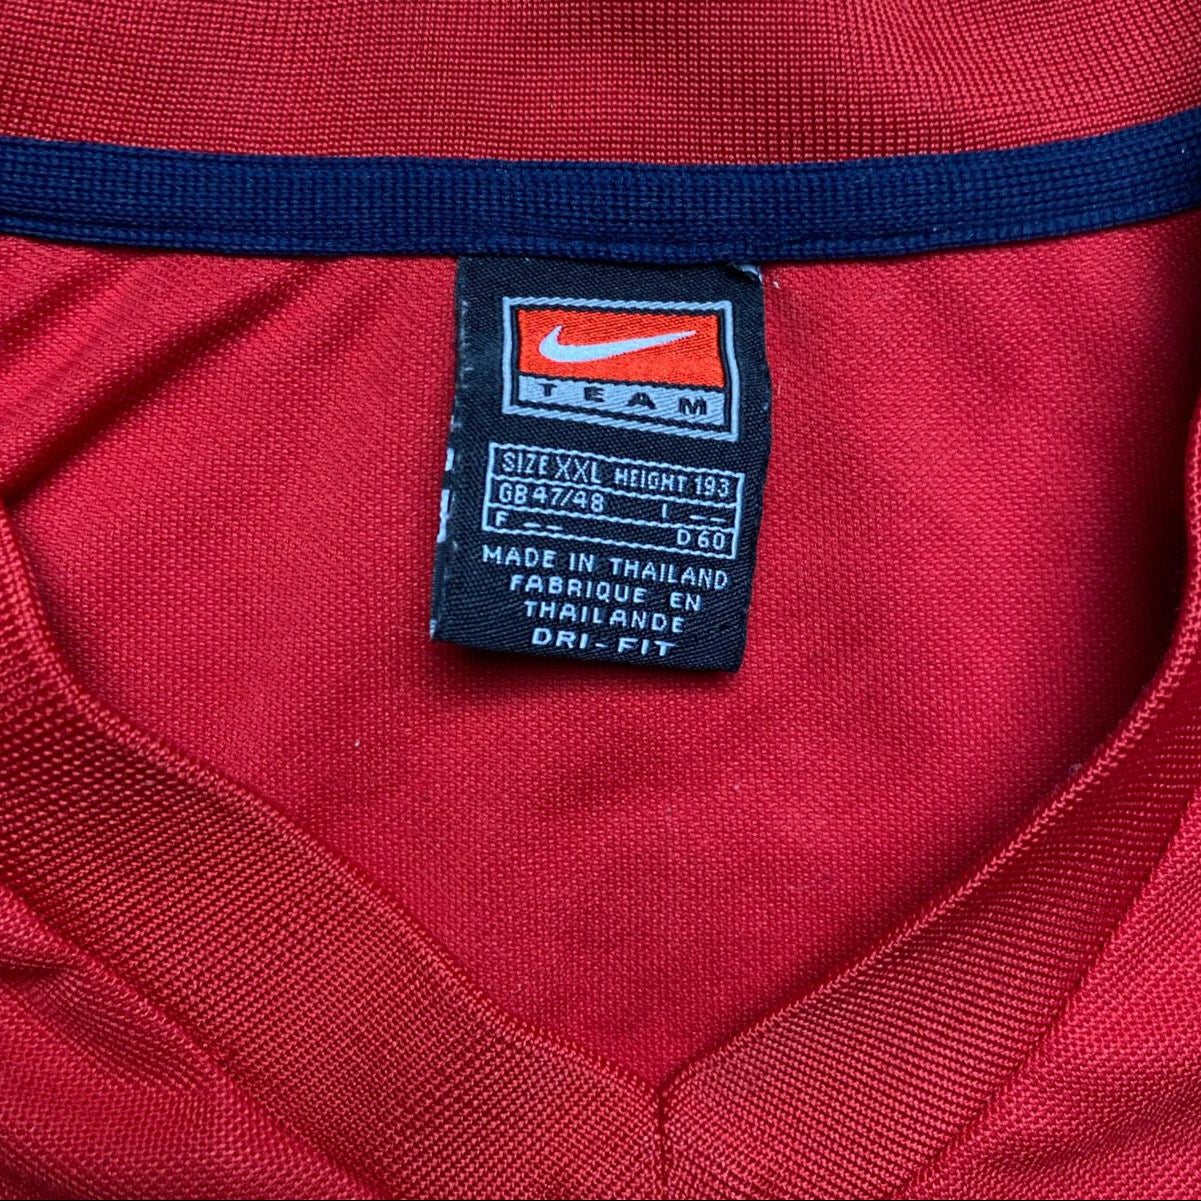 TEAM
SIZE XXL HEIGHT 193
GB 47/48 I --
F -- D 60
MADE IN THAILAND
FABRIQUE EN
THAILANDE
DRI-FIT